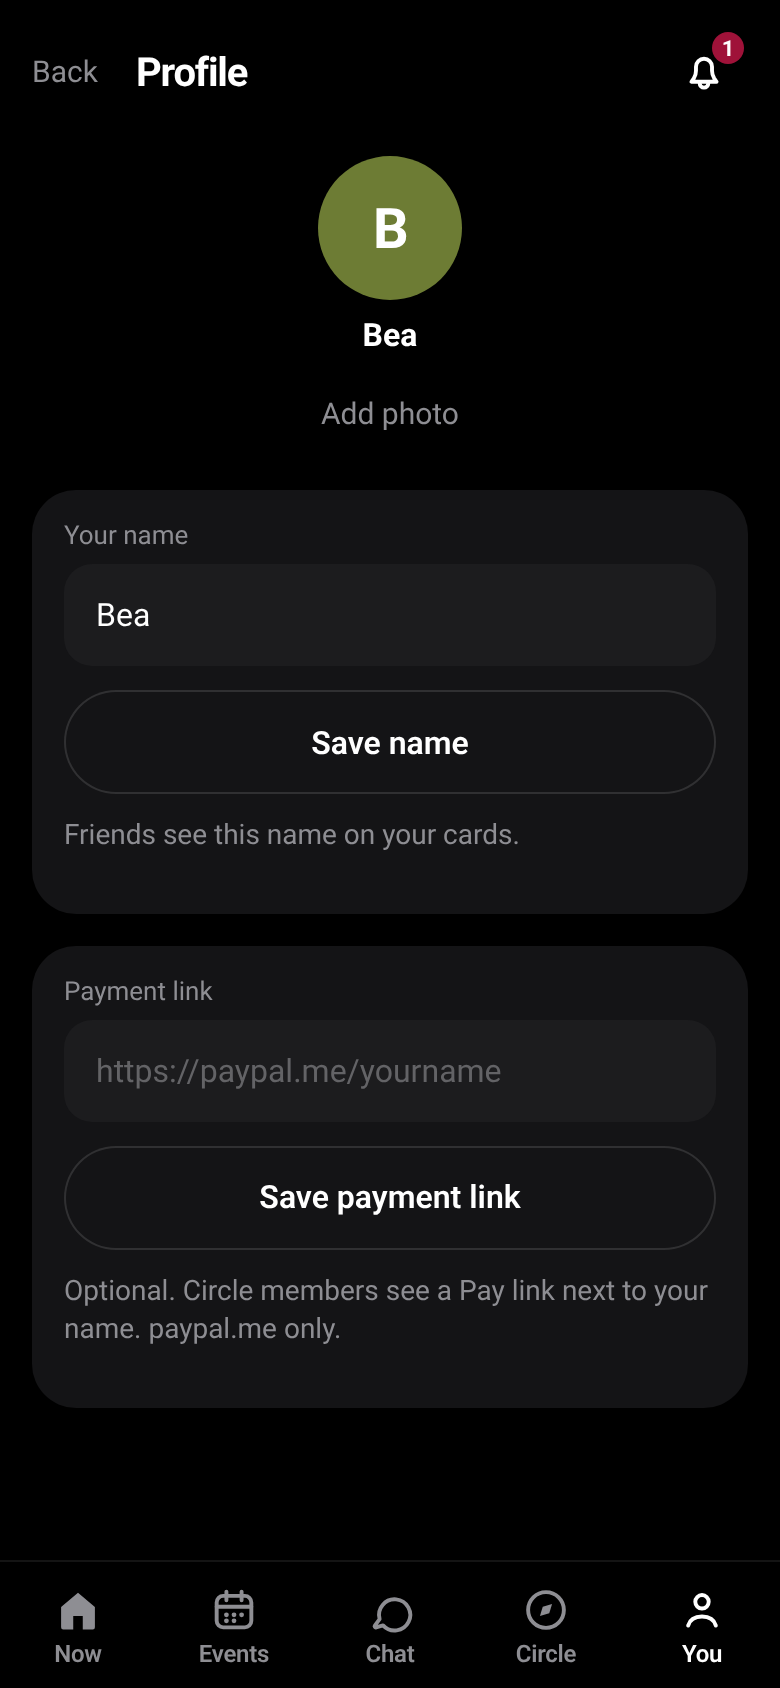 Back
Profile
1
B
Bea
Add photo
Your name
Bea
Save name
Friends see this name on your cards.
Payment link
https://paypal.me/yourname
Save payment link
Optional. Circle members see a Pay link next to your
name. paypal.me only.
Now
Events
Chat
Circle
You